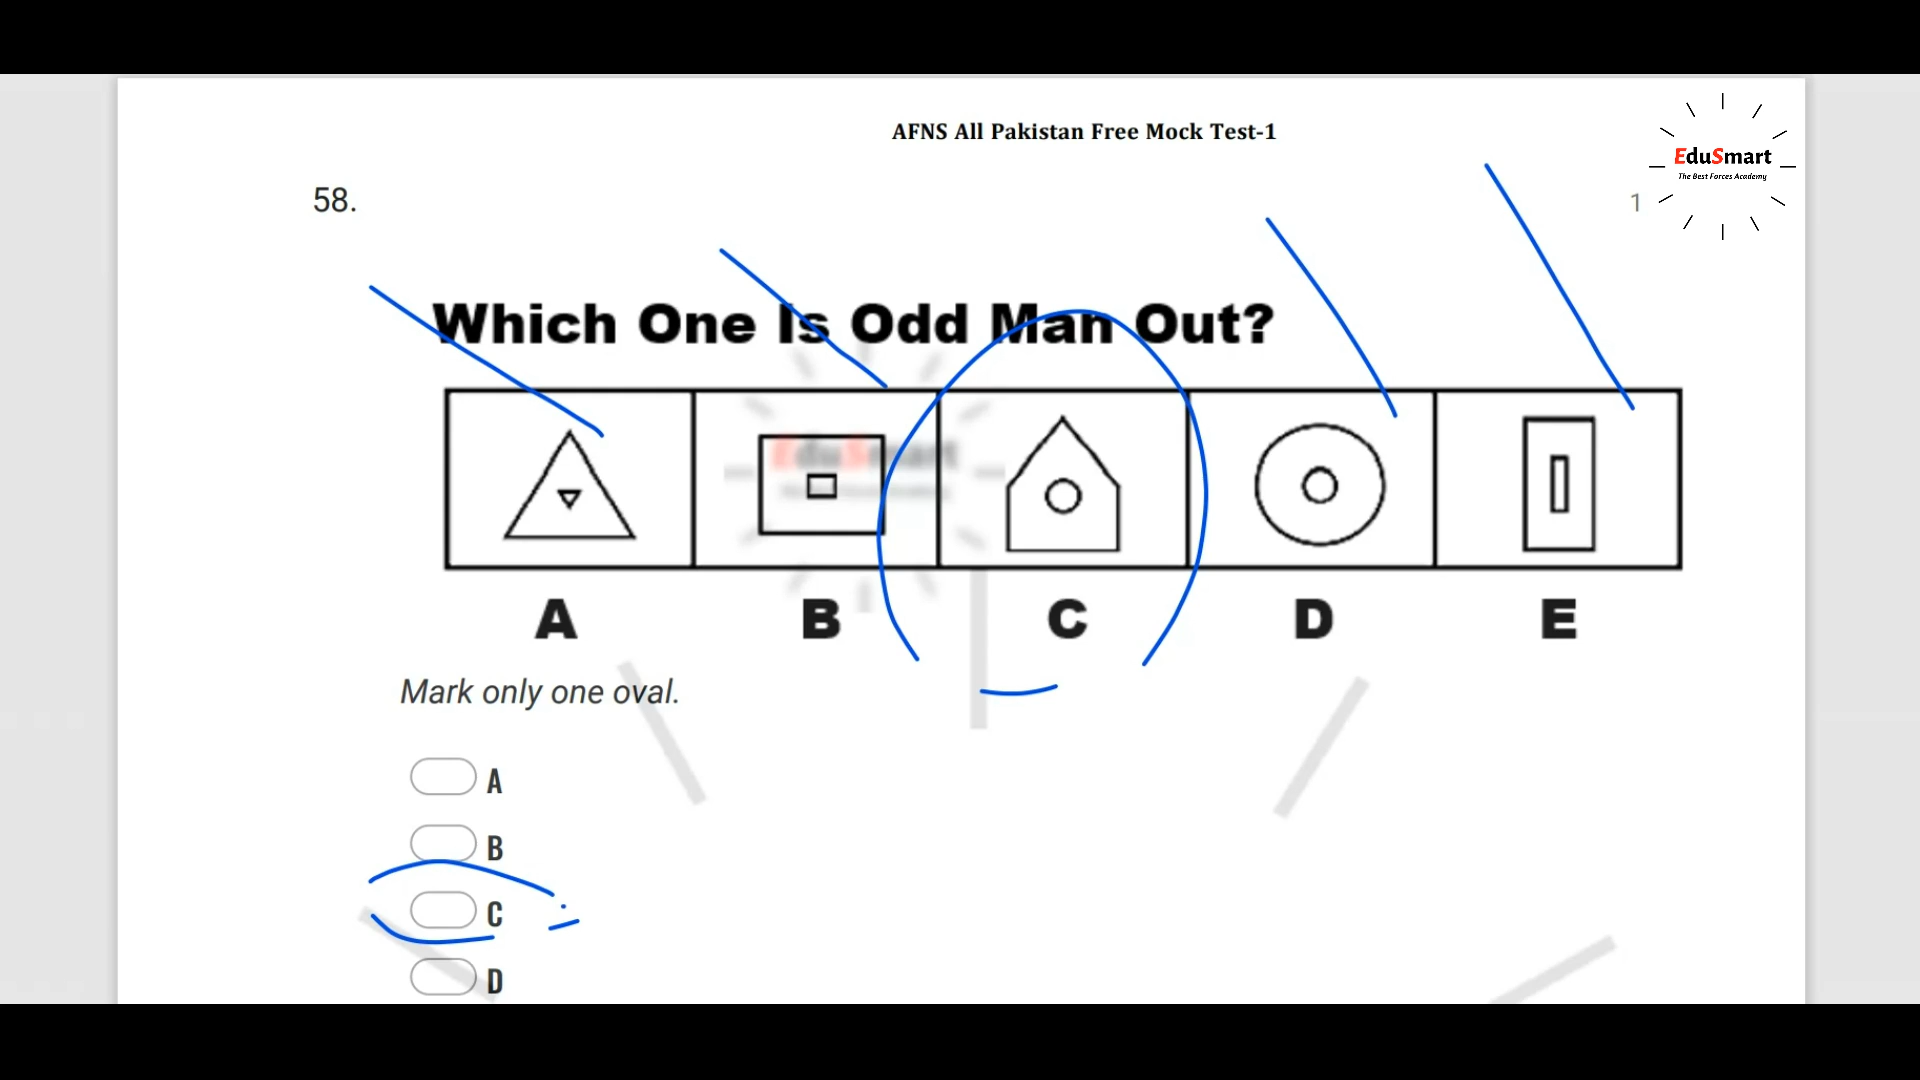 AFNS All Pakistan Free Mock Test-1
EduSmart
The Best Forces Academy
58.
1
Which One Is Odd Man Out?
EduSmart
A B C D E
Mark only one oval.
A
B
C
D